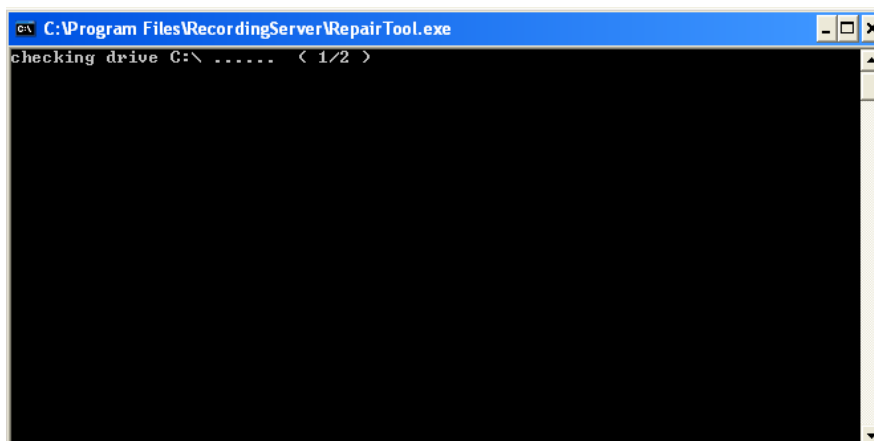 C:\Program Files\RecordingServer\RepairTool.exe
checking drive C:\ ...... ( 1/2 )